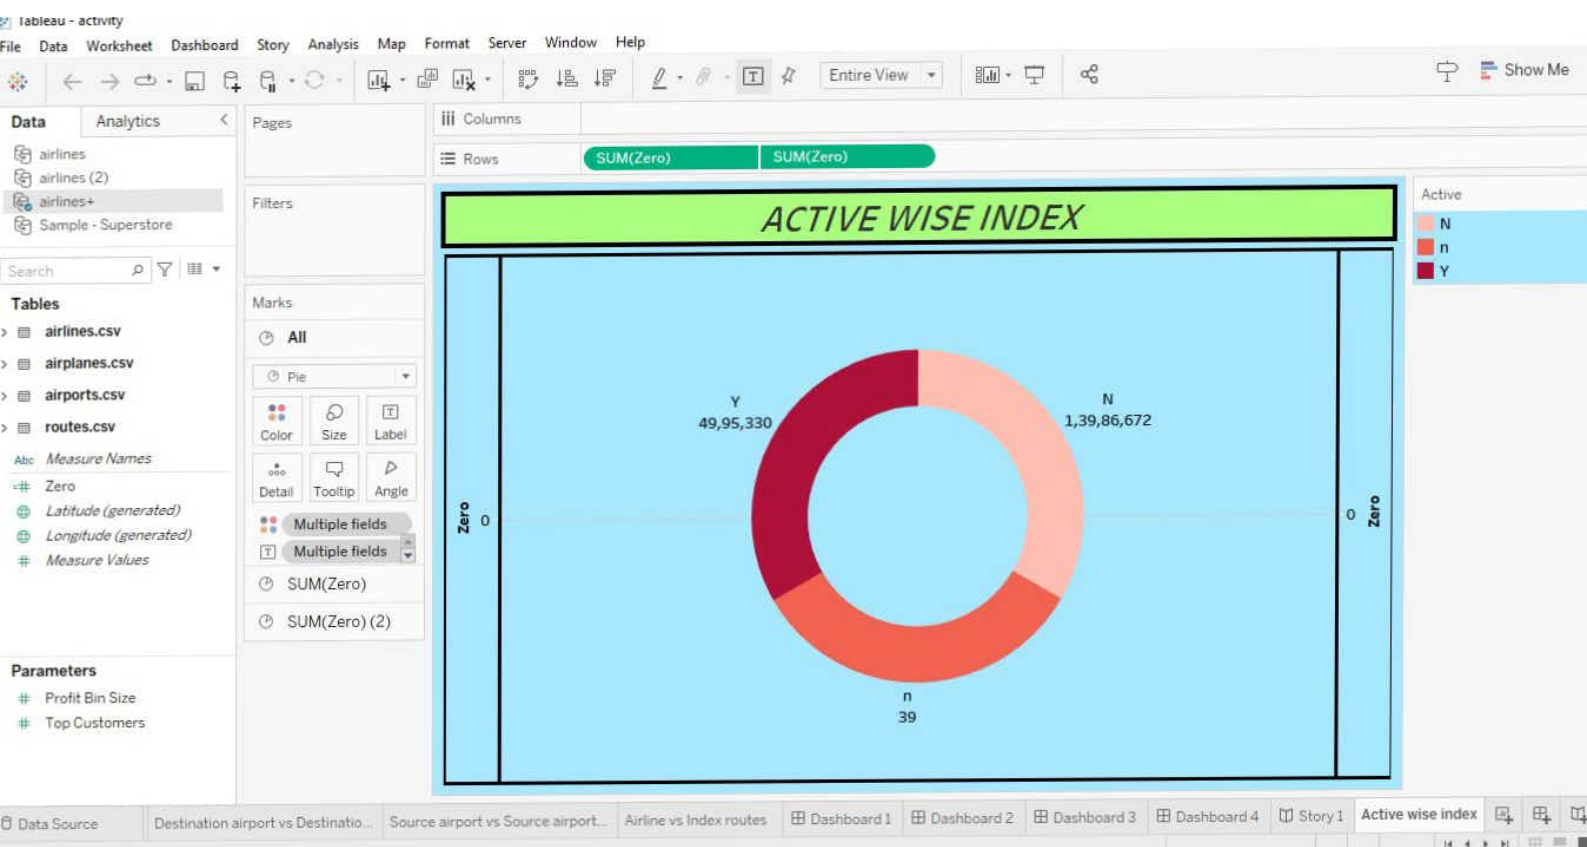 Tableau - activity
File Data Worksheet Dashboard Story Analysis Map Format Server Window Help
Entire View
Show Me
Data Analytics
airlines
airlines (2)
airlines+
Sample - Superstore
Search
Tables
airlines.csv
airplanes.csv
airports.csv
routes.csv
Abc Measure Names
Zero
Latitude (generated)
Longitude (generated)
Measure Values
Parameters
Profit Bin Size
Top Customers
Pages
Filters
Marks
All
Pie
Color Size Label
Detail Tooltip Angle
Multiple fields
Multiple fields
SUM(Zero)
SUM(Zero) (2)
Columns
Rows SUM(Zero) SUM(Zero)
ACTIVE WISE INDEX
Y
49,95,330
N
1,39,86,672
n
39
Zero
0
0
Zero
Active
N
n
Y
Data Source Destination airport vs Destinatio... Source airport vs Source airport... Airline vs Index routes Dashboard 1 Dashboard 2 Dashboard 3 Dashboard 4 Story 1 Active wise index